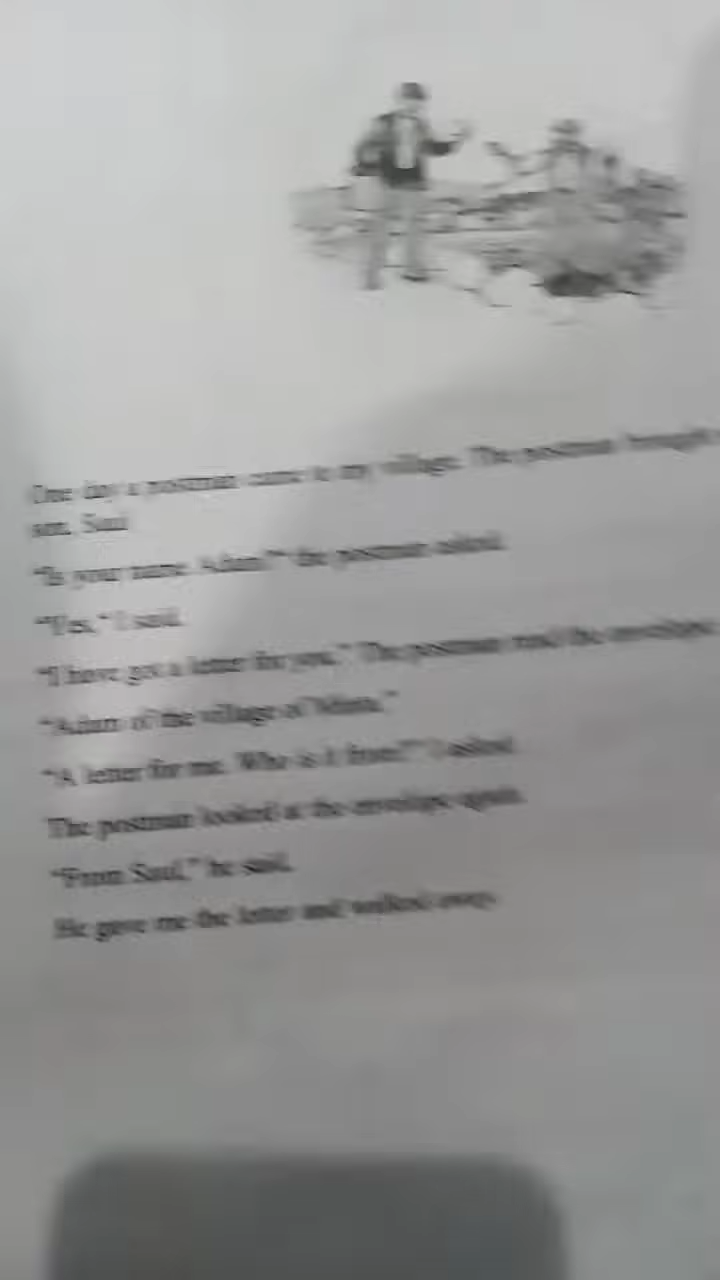 One day a postman came to my village. The postman brought
son. Saul
"Is your name Adam?" the postman asked.
"Yes," I said.
"I have got a letter for you." The postman read the envelope
"Adam of the village of
"A letter for me. Who is it from?" I asked.
The postman looked at the envelope again.
"From Saul," he said.
He gave me the letter and walked away.